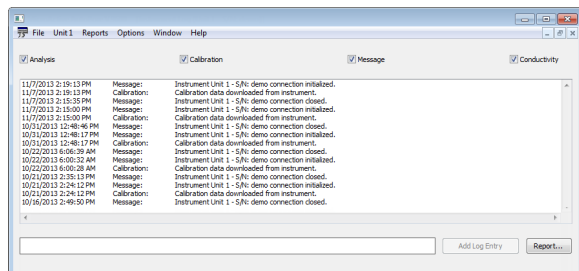 File Unit1 Reports Options Window Help
Analysis Calibration Message Conductivity
11/7/2013 2:19:13 PM Message: Instrument Unit 1 - S/N: demo connection initialized.
11/7/2013 2:19:13 PM Calibration: Calibration data downloaded from instrument.
11/7/2013 2:15:35 PM Message: Instrument Unit 1 - S/N: demo connection closed.
11/7/2013 2:15:00 PM Message: Instrument Unit 1 - S/N: demo connection initialized.
11/7/2013 2:15:00 PM Calibration: Calibration data downloaded from instrument.
10/31/2013 12:48:46 PM Message: Instrument Unit 1 - S/N: demo connection closed.
10/31/2013 12:48:17 PM Message: Instrument Unit 1 - S/N: demo connection initialized.
10/31/2013 12:48:17 PM Calibration: Calibration data downloaded from instrument.
10/22/2013 6:06:39 AM Message: Instrument Unit 1 - S/N: demo connection closed.
10/22/2013 6:00:32 AM Message: Instrument Unit 1 - S/N: demo connection initialized.
10/22/2013 6:00:28 AM Calibration: Calibration data downloaded from instrument.
10/21/2013 2:35:13 PM Message: Instrument Unit 1 - S/N: demo connection closed.
10/21/2013 2:24:12 PM Message: Instrument Unit 1 - S/N: demo connection initialized.
10/21/2013 2:24:12 PM Calibration: Calibration data downloaded from instrument.
10/16/2013 2:49:50 PM Message: Instrument Unit 1 - S/N: demo connection closed.
Add Log Entry Report...